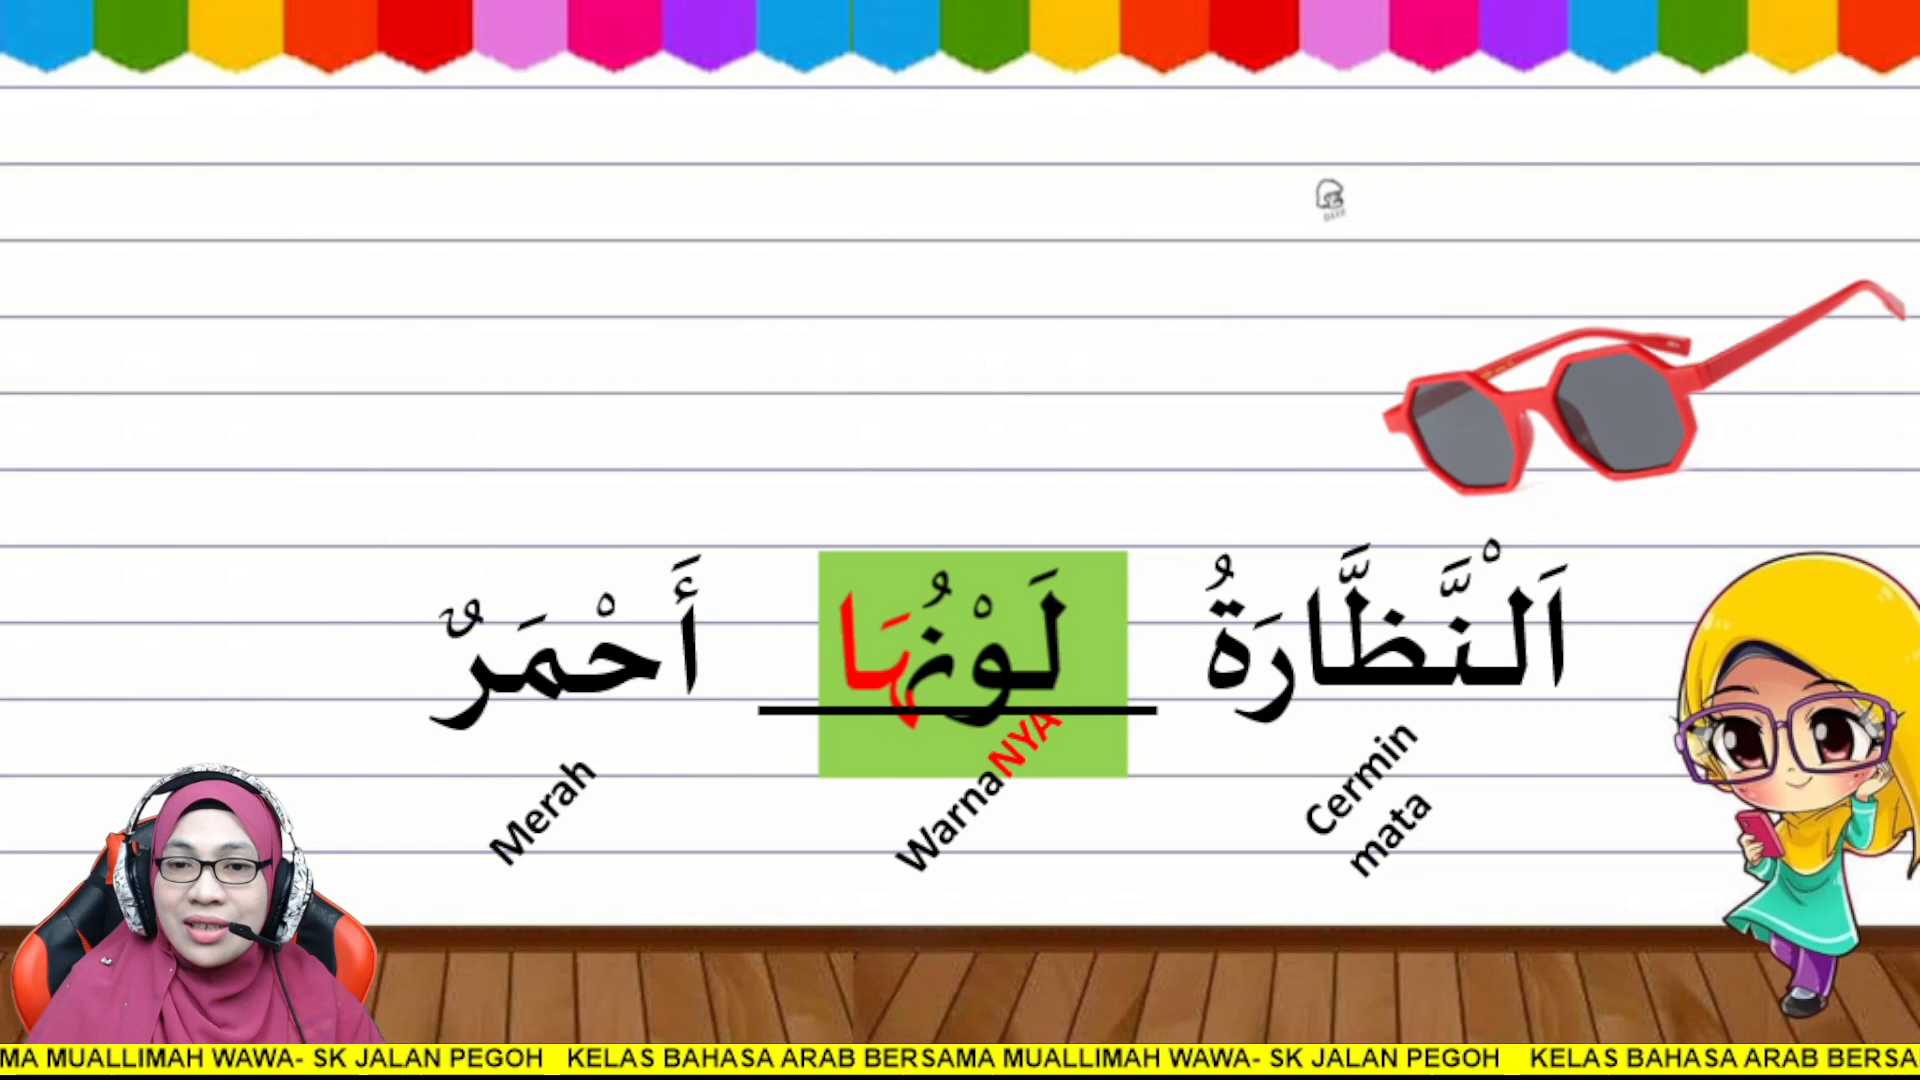 اَلْنَّظَّارَةُ لَوْنُهَا أَحْمَرٌ
Cermin mata
WarnaNYA
Merah
MA MUALLIMAH WAWA- SK JALAN PEGOH KELAS BAHASA ARAB BERSAMA MUALLIMAH WAWA- SK JALAN PEGOH KELAS BAHASA ARAB BERSA